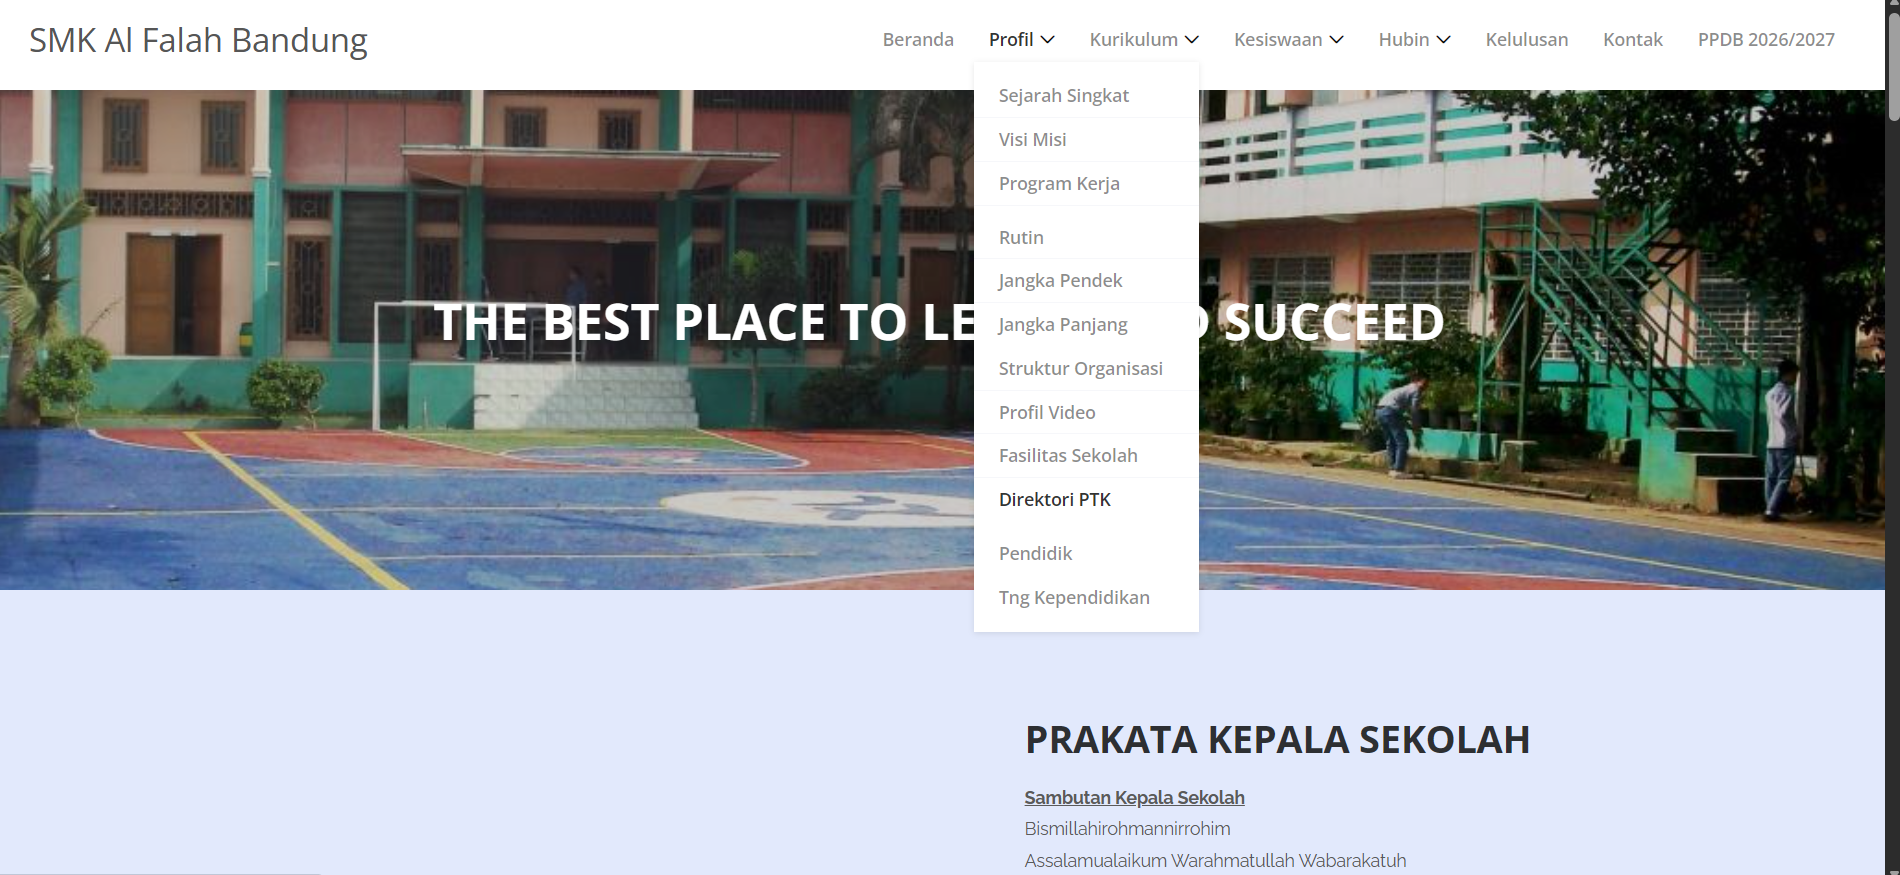 SMK Al Falah Bandung
Beranda Profil Kurikulum Kesiswaan Hubin Kelulusan Kontak PPDB 2026/2027
Sejarah Singkat
Visi Misi
Program Kerja
Rutin
Jangka Pendek
Jangka Panjang
Struktur Organisasi
Profil Video
Fasilitas Sekolah
Direktori PTK
Pendidik
Tng Kependidikan
THE BEST PLACE TO LE D SUCCEED
PRAKATA KEPALA SEKOLAH
Sambutan Kepala Sekolah
Bismillahirohmannirrohim
Assalamualaikum Warahmatullah Wabarakatuh